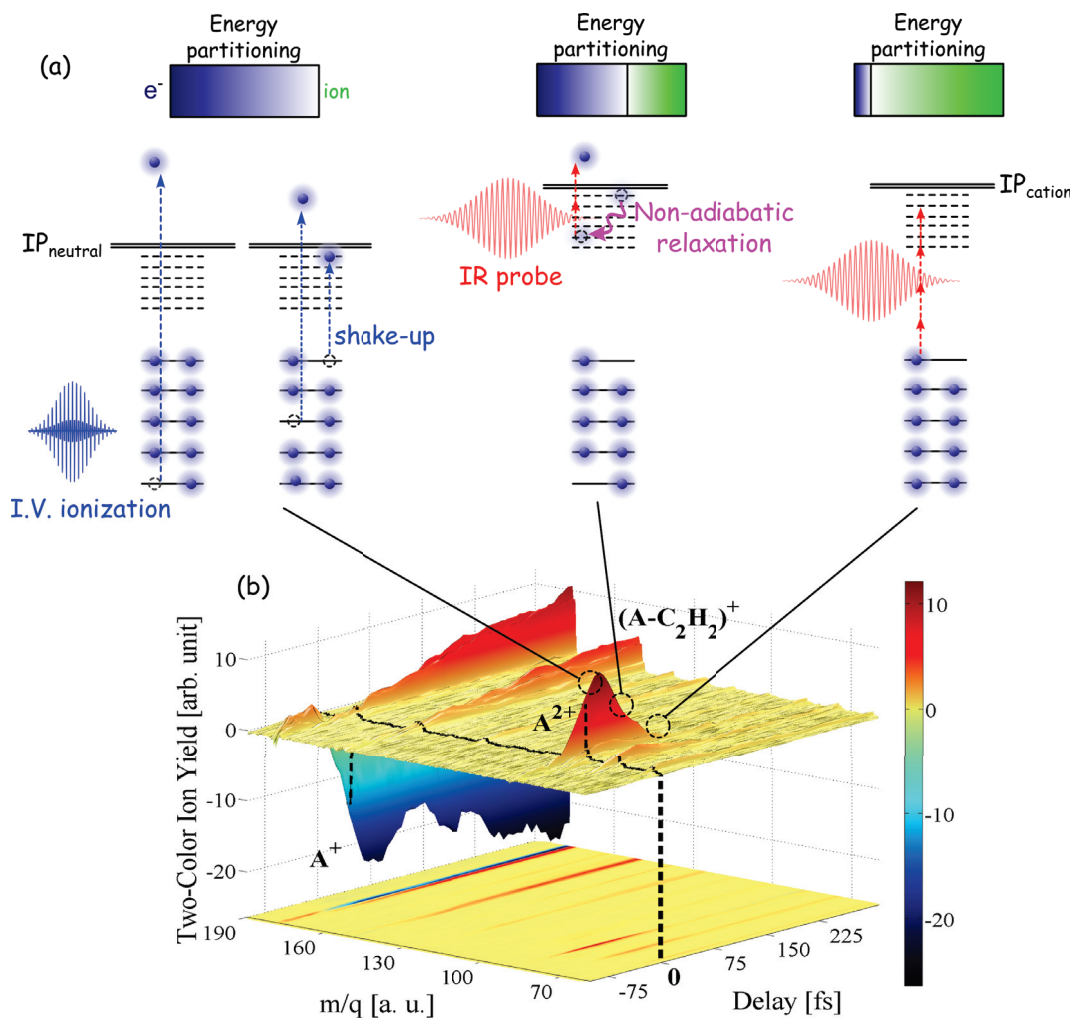 (a)
Energy
partitioning
e⁻
ion
Energy
partitioning
Energy
partitioning
IPneutral
shake-up
I.V. ionization
IR probe
Non-adiabatic
relaxation
IPcation
(b)
(A-C₂H₂)⁺
A²⁺
A⁺
Two-Color Ion Yield [arb. unit]
10
0
-10
-20
190
160
130
100
70
m/q [a. u.]
-75
0
75
150
225
Delay [fs]
10
0
-10
-20